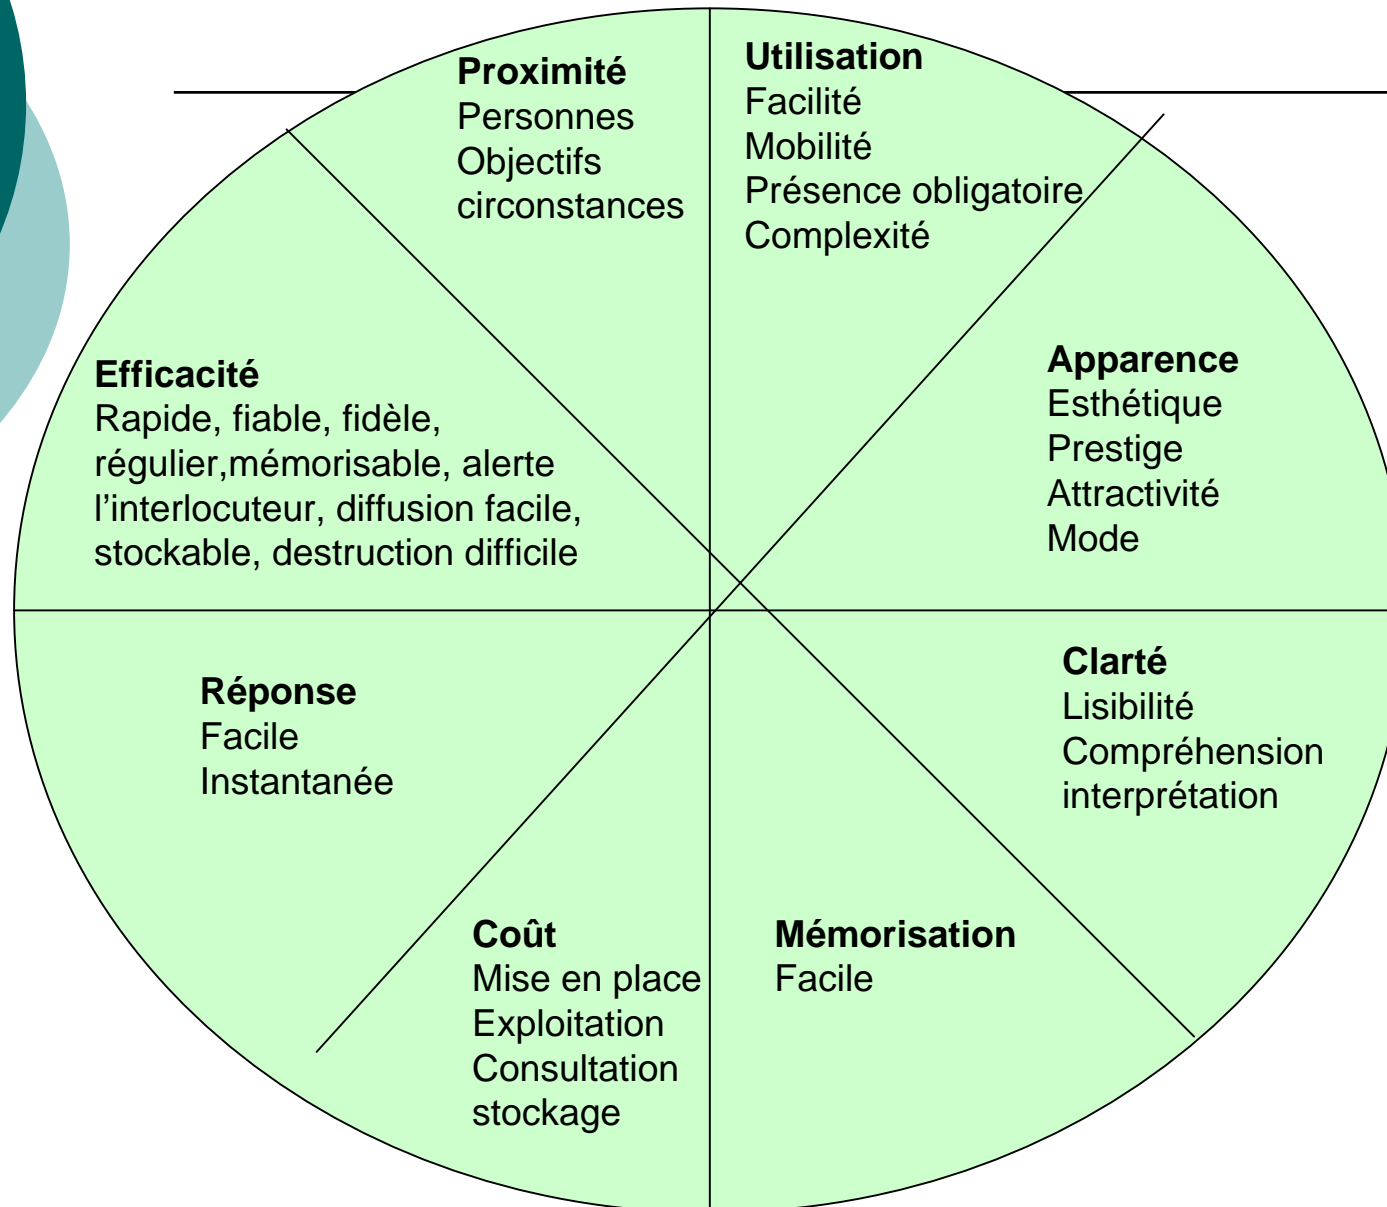 Proximité
Personnes
Objectifs
circonstances
Utilisation
Facilité
Mobilité
Présence obligatoire
Complexité
Efficacité
Rapide, fiable, fidèle,
régulier,mémorisable, alerte
l’interlocuteur, diffusion facile,
stockable, destruction difficile
Apparence
Esthétique
Prestige
Attractivité
Mode
Réponse
Facile
Instantanée
Clarté
Lisibilité
Compréhension
interprétation
Coût
Mise en place
Exploitation
Consultation
stockage
Mémorisation
Facile